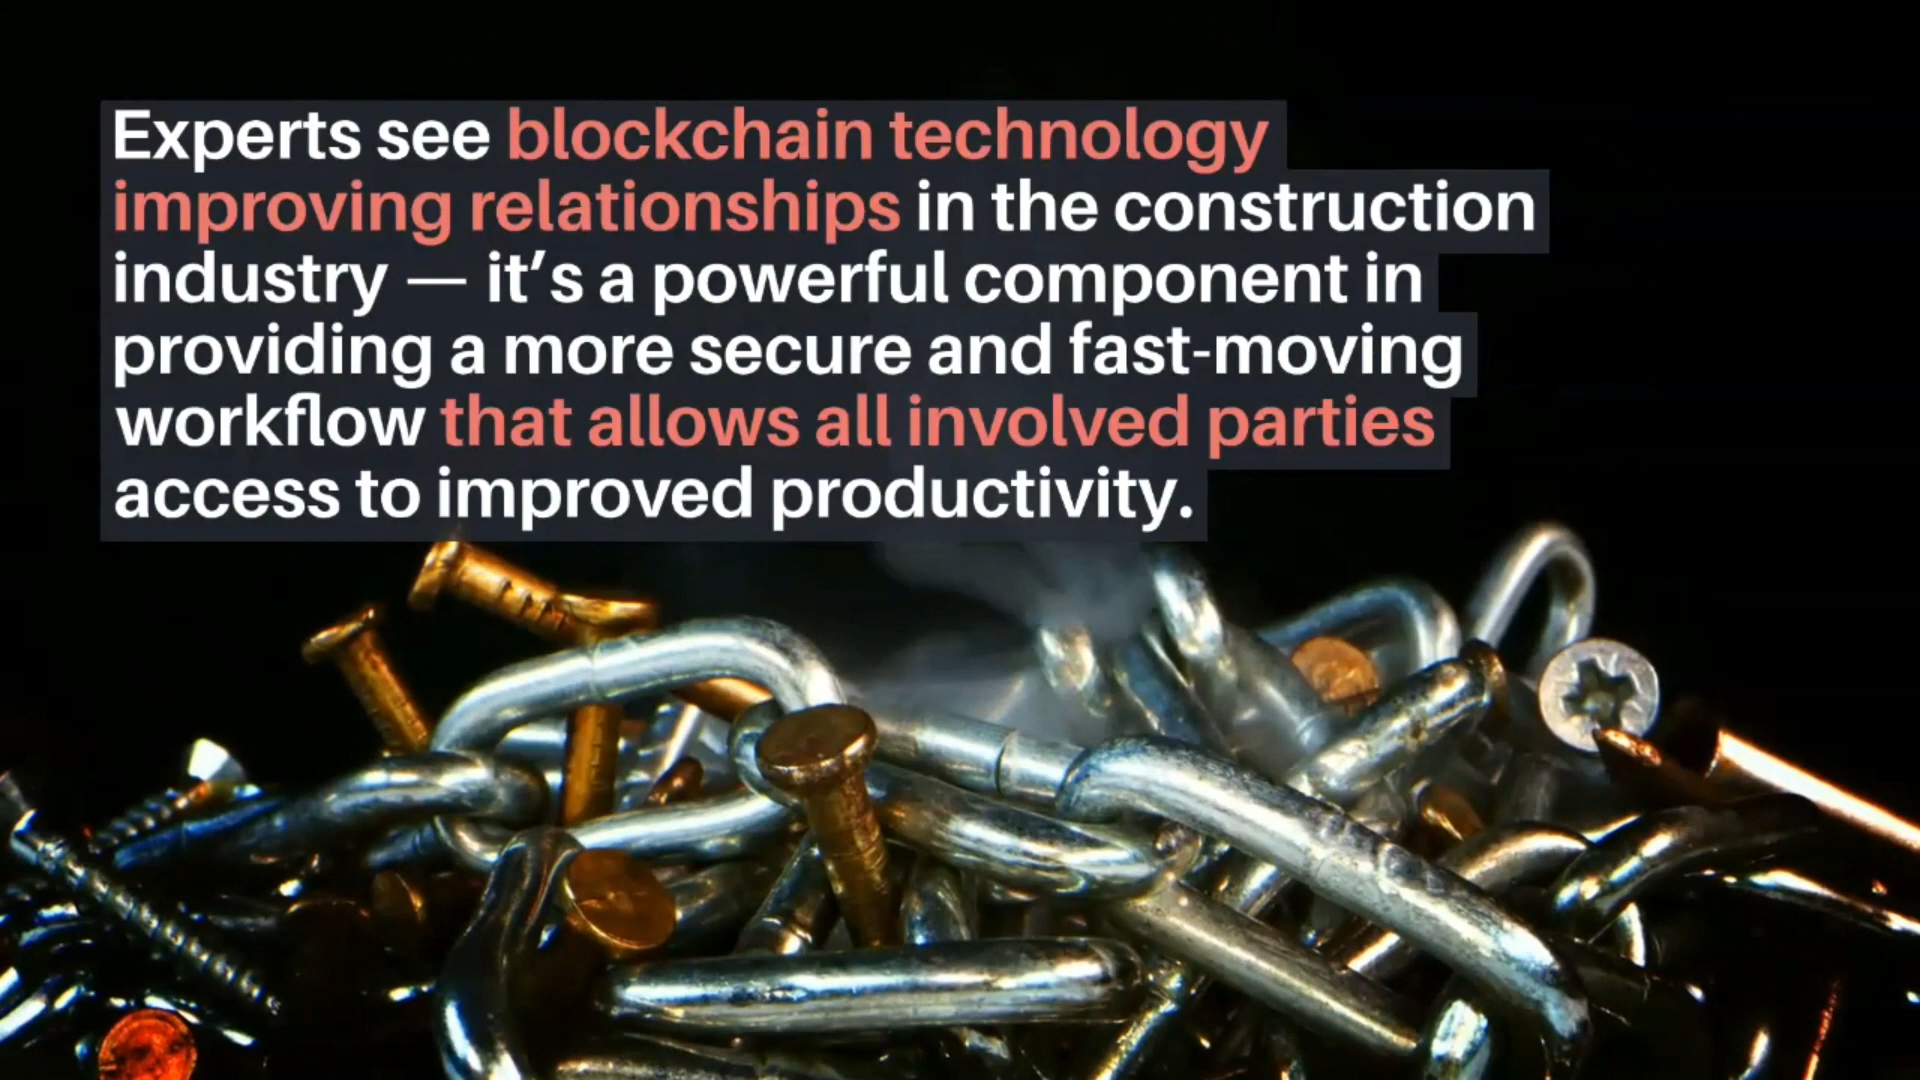 Experts see blockchain technology
improving relationships in the construction
industry — it’s a powerful component in
providing a more secure and fast-moving
workflow that allows all involved parties
access to improved productivity.